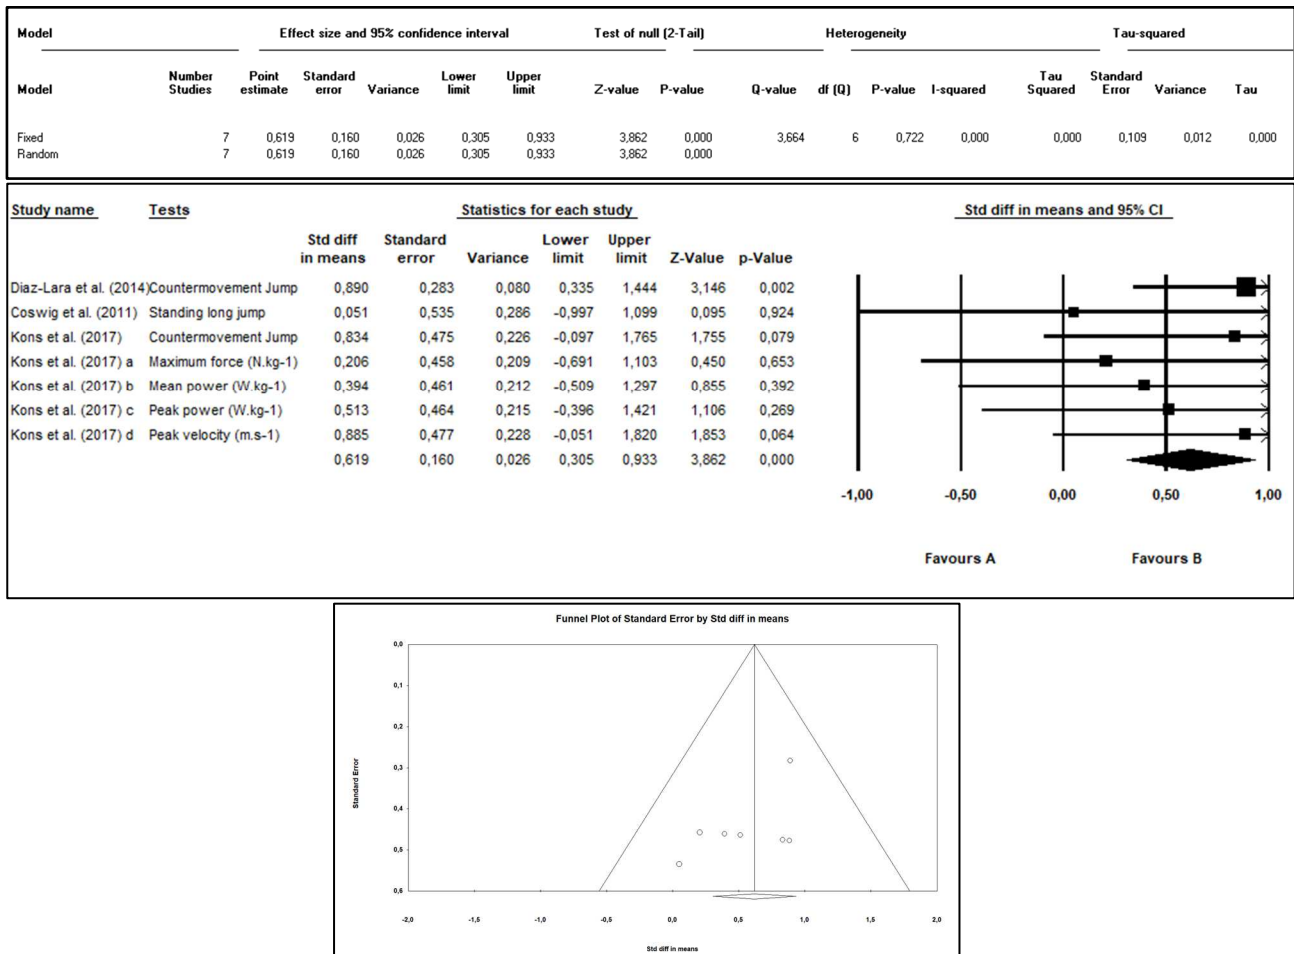 Model Effect size and 95% confidence interval Test of null (2-Tail) Heterogeneity Tau-squared
Model Number Studies Point estimate Standard error Variance Lower limit Upper limit Z-value P-value Q-value df (Q) P-value I-squared Tau Squared Standard Error Variance Tau
Fixed 7 0,619 0,160 0,026 0,305 0,933 3,862 0,000 3,664 6 0,722 0,000 0,000 0,109 0,012 0,000
Random 7 0,619 0,160 0,026 0,305 0,933 3,862 0,000
Study name Tests Statistics for each study Std diff in means and 95% CI
Std diff in means Standard error Variance Lower limit Upper limit Z-Value p-Value
Diaz-Lara et al. (2014) Countermovement Jump 0,890 0,283 0,080 0,335 1,444 3,146 0,002
Coswig et al. (2011) Standing long jump 0,051 0,535 0,286 -0,997 1,099 0,095 0,924
Kons et al. (2017) Countermovement Jump 0,834 0,475 0,226 -0,097 1,765 1,755 0,079
Kons et al. (2017) a Maximum force (N.kg-1) 0,206 0,458 0,209 -0,691 1,103 0,450 0,653
Kons et al. (2017) b Mean power (W.kg-1) 0,394 0,461 0,212 -0,509 1,297 0,855 0,392
Kons et al. (2017) c Peak power (W.kg-1) 0,513 0,464 0,215 -0,396 1,421 1,106 0,269
Kons et al. (2017) d Peak velocity (m.s-1) 0,885 0,477 0,228 -0,051 1,820 1,853 0,064
0,619 0,160 0,026 0,305 0,933 3,862 0,000
-1,00 -0,50 0,00 0,50 1,00
Favours A Favours B
Funnel Plot of Standard Error by Std diff in means
0,0
0,1
0,2
0,3
Standard Error
0,4
0,5
0,6
-2,0 -1,5 -1,0 -0,5 0,0 0,5 1,0 1,5 2,0
Std diff in means